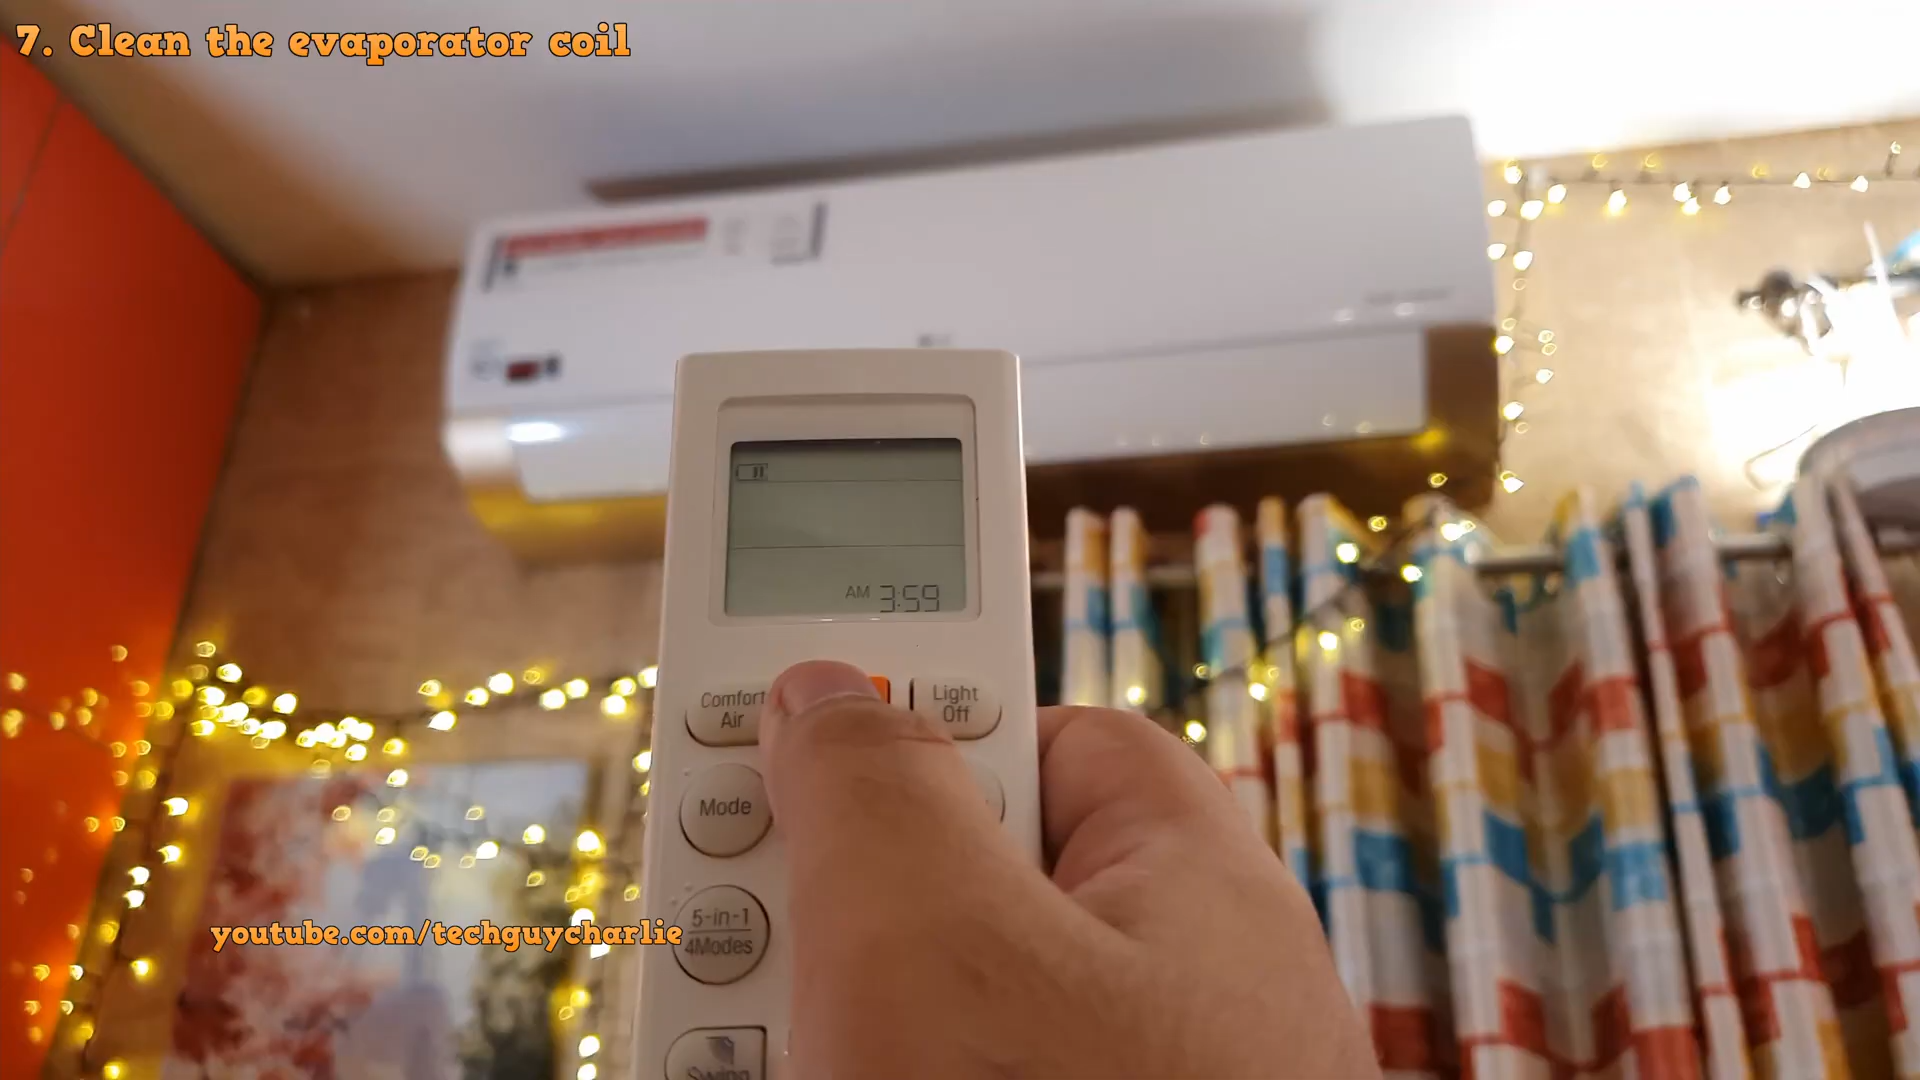 7. Clean the evaporator coil
AM 3:59
Comfort
Air
Light
Off
Mode
5-in-1
4Modes
Swing
youtube.com/techguycharlie